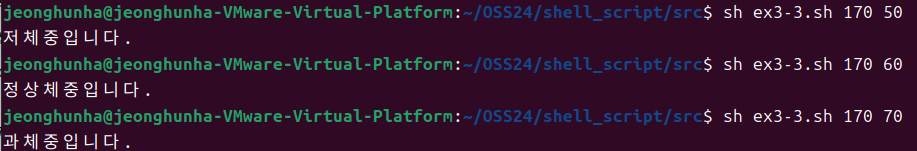 jeonghunha@jeonghunha-VMware-Virtual-Platform:~/OSS24/shell_script/src$ sh ex3-3.sh 170 50
저체중입니다.
jeonghunha@jeonghunha-VMware-Virtual-Platform:~/OSS24/shell_script/src$ sh ex3-3.sh 170 60
정상체중입니다.
jeonghunha@jeonghunha-VMware-Virtual-Platform:~/OSS24/shell_script/src$ sh ex3-3.sh 170 70
과체중입니다.